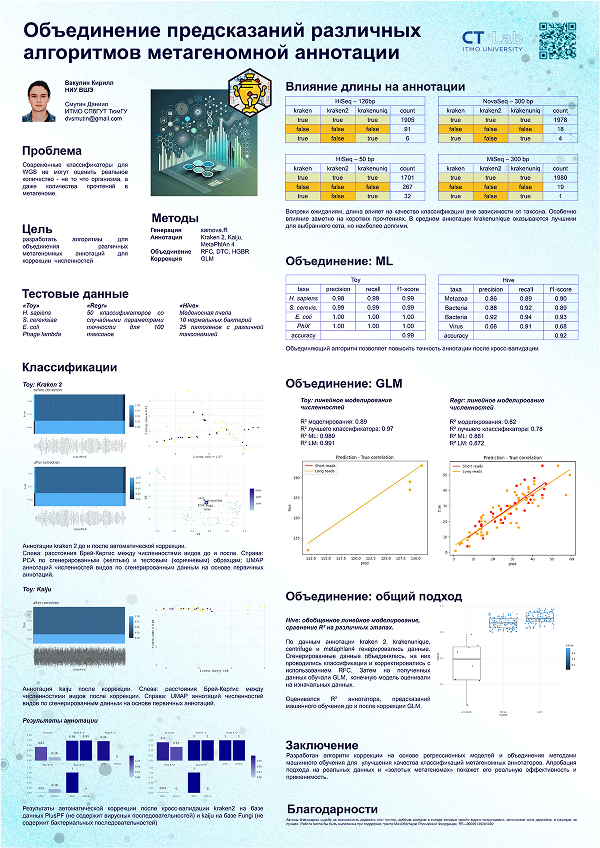 Объединение предсказаний различных
алгоритмов метагеномной аннотации
CT Lab
ITMO UNIVERSITY
Вакулин Кирилл
НИУ ВШЭ
Смутин Даниил
ИТМО СПбГУТ ТюмГУ
dvsmutin@gmail.com
Проблема
Современные классификаторы для
WGS не могут оценить реальное
количество - не то что организма, а
даже количества прочтений в
метагеноме.
Цель
разработать алгоритмы для
объединения различных
метагеномных аннотаций для
коррекции численностей
Методы
Генерация xamova.R
Аннотация Kraken 2, Kaiju,
MetaPhlAn 4
Объединение RFC, DTC, HGBR
Коррекция GLM
Тестовые данные
«Toy» «Regr» «Hive»
H. sapiens 50 классификаторов со Медоносная пчела
S. cerevisiae случайными параметрами 10 нормальных бактерий
E. coli точности для 100 25 патогенов с различной
Phage lambda таксонов таксономией
Классификации
Toy: Kraken 2
before correction
after correction
Аннотации kraken 2 до и после автоматической коррекции.
Слева: расстояния Брей-Кертис между численностями видов до и после. Справа:
PCA по сгенерированным (желтым) и тестовым (коричневым) образцам; UMAP
аннотаций численностей видов по сгенерированным данным на основе первичных
аннотаций.
Toy: Kaiju
after correction
Аннотация kaiju после коррекции. Слева: расстояния Брей-Кертис между
численностями видов после коррекции. Справа: UMAP аннотаций численностей
видов по сгенерированным данным на основе первичных аннотаций.
Результаты аннотации
Результаты автоматической коррекции после кросс-валидации kraken2 на базе
данных PlusPF (не содержит вирусных последовательностей) и kaiju на базе Fungi (не
содержит бактериальных последовательностей)
Влияние длины на аннотации
HiSeq – 126bp
kraken kraken2 krakenuniq count
true true true 1905
false false false 91
true false true 6
NovaSeq – 300 bp
kraken kraken2 krakenuniq count
true true true 1978
false false false 18
true false true 4
HiSeq – 50 bp
kraken kraken2 krakenuniq count
true true true 1701
false false false 267
true false true 32
MiSeq – 300 bp
kraken kraken2 krakenuniq count
true true true 1980
false false false 19
true false true 1
Вопреки ожиданиям, длина влияет на качество классификации вне зависимости от таксона. Особенно
влияние заметно на коротких прочтениях. В среднем аннотации krakenunique оказываются лучшими
для выбранного сета, но наиболее долгими.
Объединение: ML
Toy
taxa precision recall f1-score
H. sapiens 0.98 0.99 0.99
S. cerevis. 0.99 0.99 0.99
E. coli 1.00 1.00 1.00
PhiX 1.00 1.00 1.00
accuracy 0.99
Hive
taxa precision recall f1-score
Metazoa 0.86 0.89 0.90
Bacteria 0.86 0.92 0.89
Bacteria 0.92 0.94 0.93
Virus 0.68 0.91 0.68
accuracy 0.92
Объединяющий алгоритм позволяет повысить точность аннотации после кросс-валидации
Объединение: GLM
Toy: линейное моделирование
численностей
R² моделирования: 0.89
R² лучшего классификатора: 0.97
R² ML: 0.989
R² LM: 0.991
Regr: линейное моделирование
численностей
R² моделирования: 0.82
R² лучшего классификатора: 0.78
R² ML: 0.861
R² LM: 0.872
Prediction - True correlation
Short reads
Long reads
pred
Prediction - True correlation
Short reads
Long reads
pred
Объединение: общий подход
Hive: обобщенное линейное моделирование,
сравнение R² на различных этапах.
По данным аннотации kraken 2, krakenunique,
centrifuge и metaphlan4 генерировались данные.
Сгенерированные данные объединялись, на них
проводились классификации и корректировались с
использованием RFC. Затем на полученных
данных обучали GLM, конечную модель оценивали
на изначальных данных.
Оценивался R² аннотатора, предсказаний
машинного обучения до и после коррекции GLM.
Заключение
Разработан алгоритм коррекции на основе регрессионных моделей и объединения методами
машинного обучения для улучшения качества классификаций метагеномных аннотаторов. Апробация
подхода на реальных данных и «золотых метагеномах» покажет его реальную эффективность и
применимость.
Благодарности